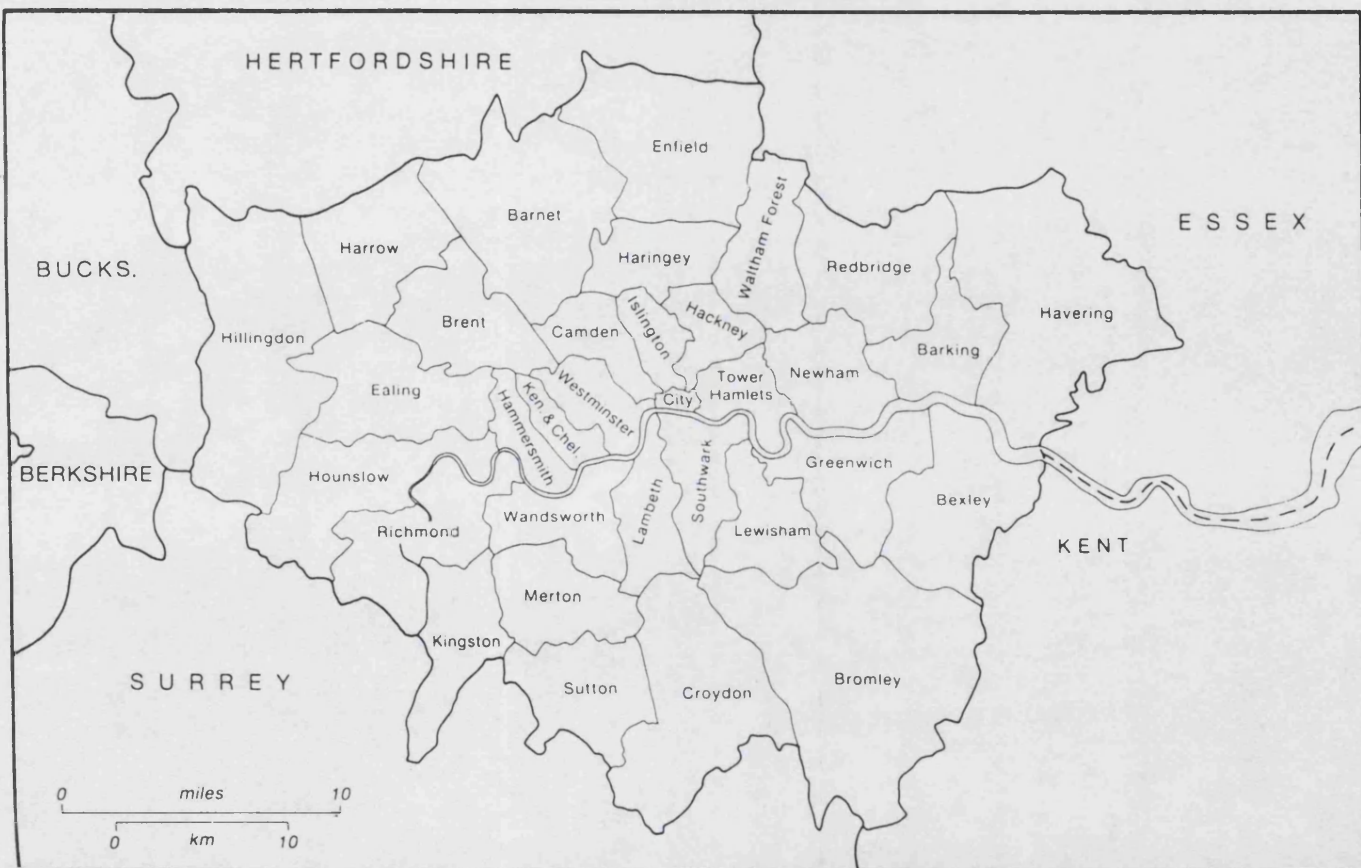 HERTFORDSHIRE
Enfield
Barnet
Waltham Forest
ESSEX
Harrow
Haringey
Redbridge
BUCKS.
Islington
Hackney
Havering
Hillingdon
Brent
Camden
Barking
Ealing
Westminster
Tower
Hamlets
Newham
City
Ken. & Chel.
Hammersmith
BERKSHIRE
Hounslow
Greenwich
Southwark
Bexley
Richmond
Wandsworth
Lambeth
Lewisham
KENT
Merton
Kingston
SURREY
Sutton
Croydon
Bromley
0 miles 10
0 km 10